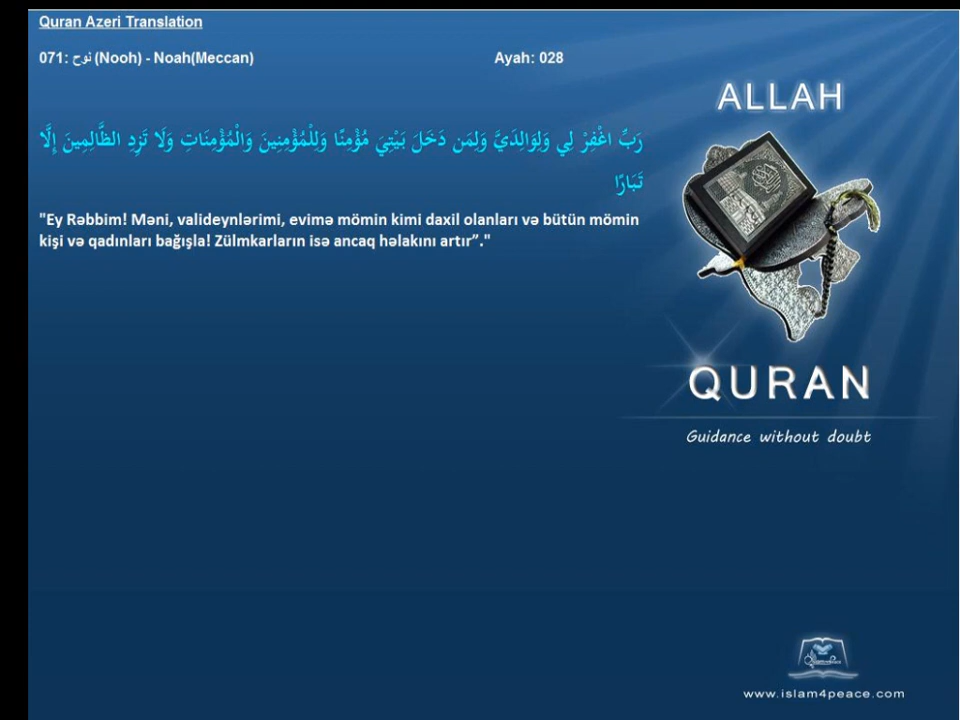 Quran Azeri Translation
071: نوح (Nooh) - Noah(Meccan) Ayah: 028
رَبِّ اغْفِرْ لِي وَلِوَالِدَيَّ وَلِمَن دَخَلَ بَيْتِيَ مُؤْمِنًا وَلِلْمُؤْمِنِينَ وَالْمُؤْمِنَاتِ وَلَا تَزِدِ الظَّالِمِينَ إِلَّا
تَبَارًا
"Ey Rəbbim! Məni, valideynlərimi, evimə mömin kimi daxil olanları və bütün mömin
kişi və qadınları bağışla! Zülmkarların isə ancaq həlakını artır”."
ALLAH
QURAN
Guidance without doubt
www.islam4peace.com